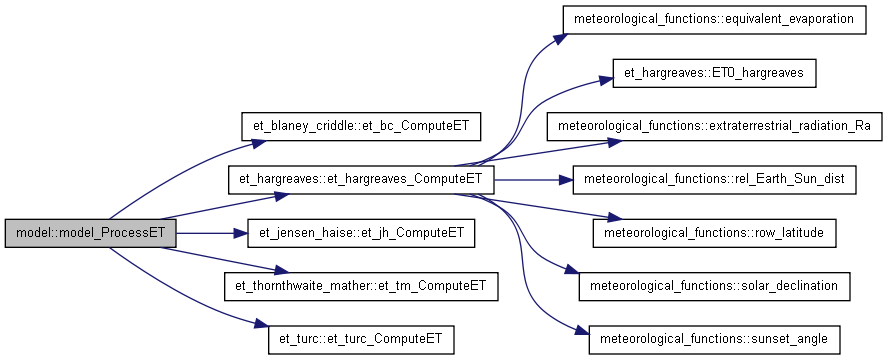 meteorological_functions::equivalent_evaporation
et_hargreaves::ET0_hargreaves
et_blaney_criddle::et_bc_ComputeET
meteorological_functions::extraterrestrial_radiation_Ra
et_hargreaves::et_hargreaves_ComputeET
meteorological_functions::rel_Earth_Sun_dist
model::model_ProcessET
et_jensen_haise::et_jh_ComputeET
meteorological_functions::row_latitude
et_thornthwaite_mather::et_tm_ComputeET
meteorological_functions::solar_declination
et_turc::et_turc_ComputeET
meteorological_functions::sunset_angle